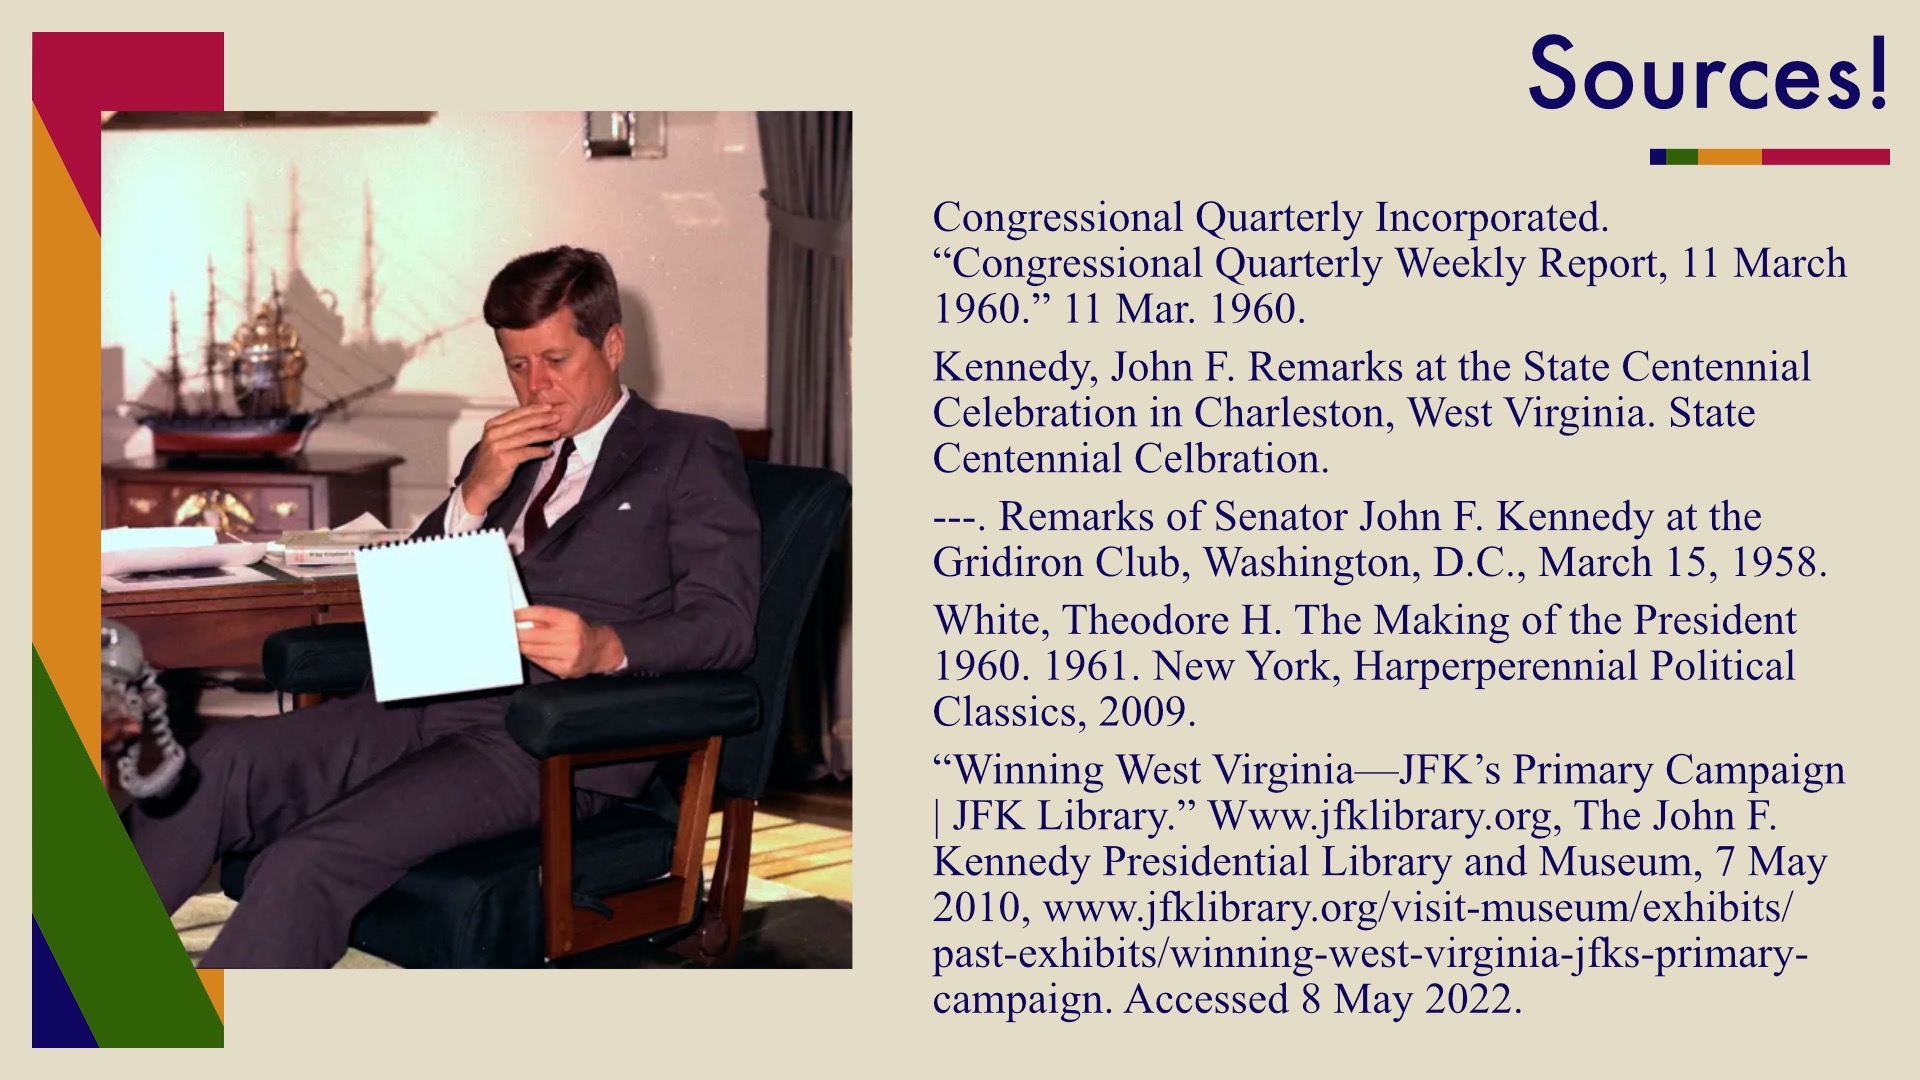 Sources!
Congressional Quarterly Incorporated.
“Congressional Quarterly Weekly Report, 11 March
1960.” 11 Mar. 1960.
Kennedy, John F. Remarks at the State Centennial
Celebration in Charleston, West Virginia. State
Centennial Celbration.
---. Remarks of Senator John F. Kennedy at the
Gridiron Club, Washington, D.C., March 15, 1958.
White, Theodore H. The Making of the President
1960. 1961. New York, Harperperennial Political
Classics, 2009.
“Winning West Virginia—JFK’s Primary Campaign
| JFK Library.” Www.jfklibrary.org, The John F.
Kennedy Presidential Library and Museum, 7 May
2010, www.jfklibrary.org/visit-museum/exhibits/
past-exhibits/winning-west-virginia-jfks-primary-
campaign. Accessed 8 May 2022.